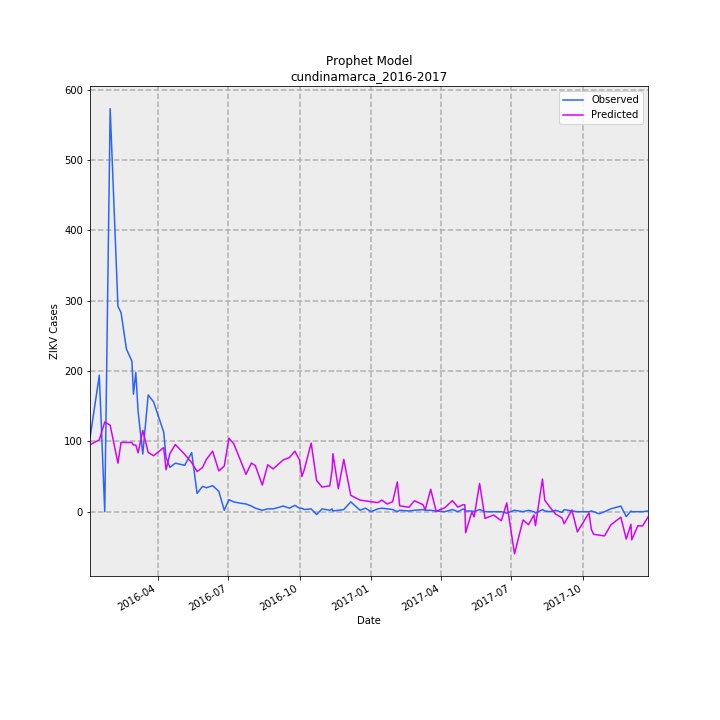 Prophet Model
cundinamarca_2016-2017
Observed
Predicted
600
500
400
300
200
100
0
ZIKV Cases
2016-04
2016-07
2016-10
2017-01
2017-04
2017-07
2017-10
Date